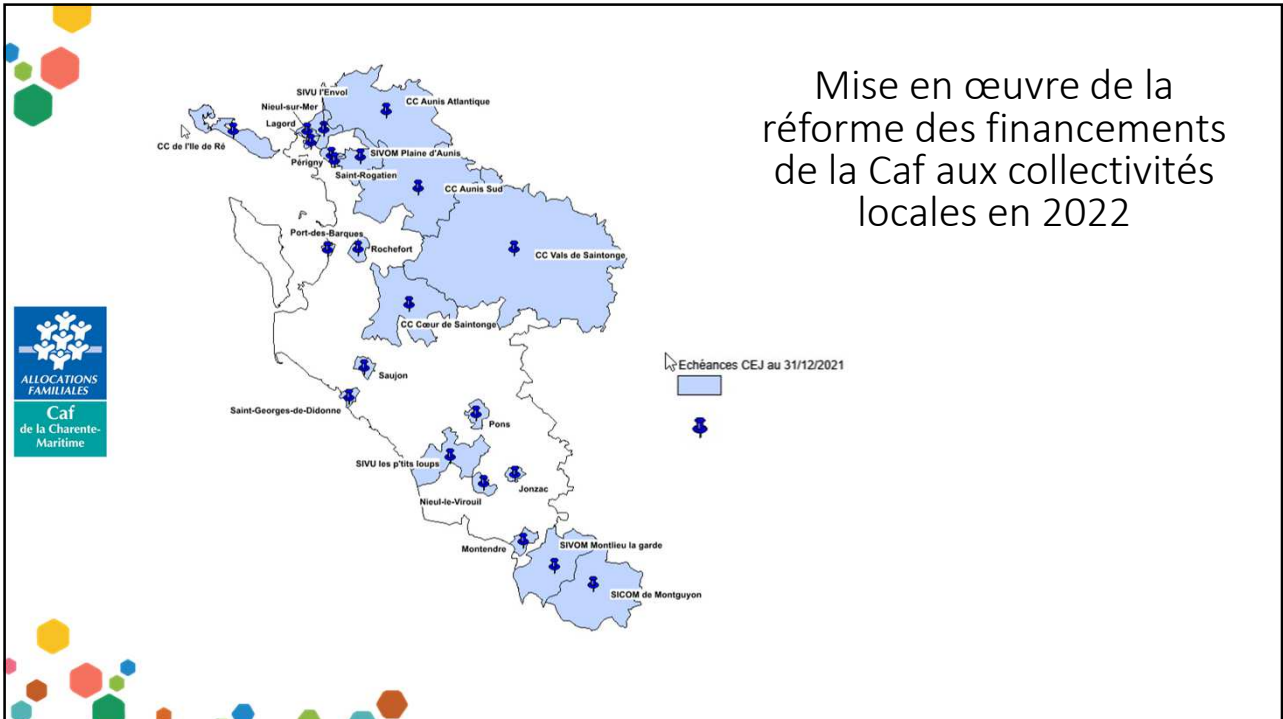 Mise en œuvre de la
réforme des financements
de la Caf aux collectivités
locales en 2022
SIVU l'Envol
CC Aunis Atlantique
Nieul-sur-Mer
Lagord
CC de l'Ile de Ré
SIVOM Plaine d'Aunis
Périgny
Saint-Rogatien
CC Aunis Sud
Port-des-Barques
Rochefort
CC Vals de Saintonge
CC Cœur de Saintonge
Saujon
Saint-Georges-de-Didonne
Pons
SIVU les p'tits loups
Jonzac
Nieul-le-Virouil
Montendre
SIVOM Montlieu la garde
SICOM de Montguyon
Echéances CEJ au 31/12/2021
ALLOCATIONS
FAMILIALES
Caf
de la Charente-
Maritime